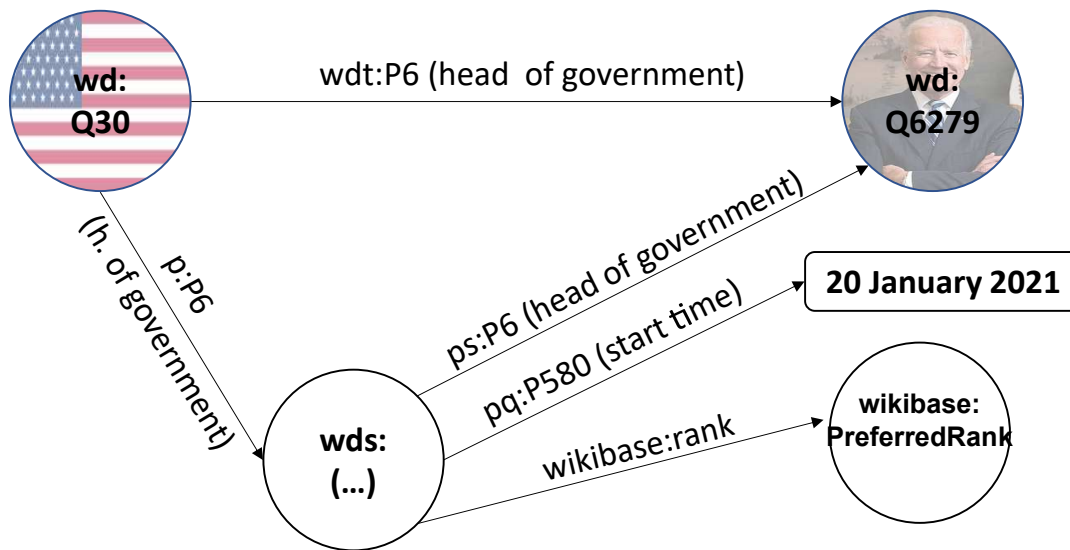 wd:
Q30
wdt:P6 (head of government)
wd:
Q6279
p:P6
(h. of government)
ps:P6 (head of government)
pq:P580 (start time)
20 January 2021
wds:
(...)
wikibase:rank
wikibase:
PreferredRank